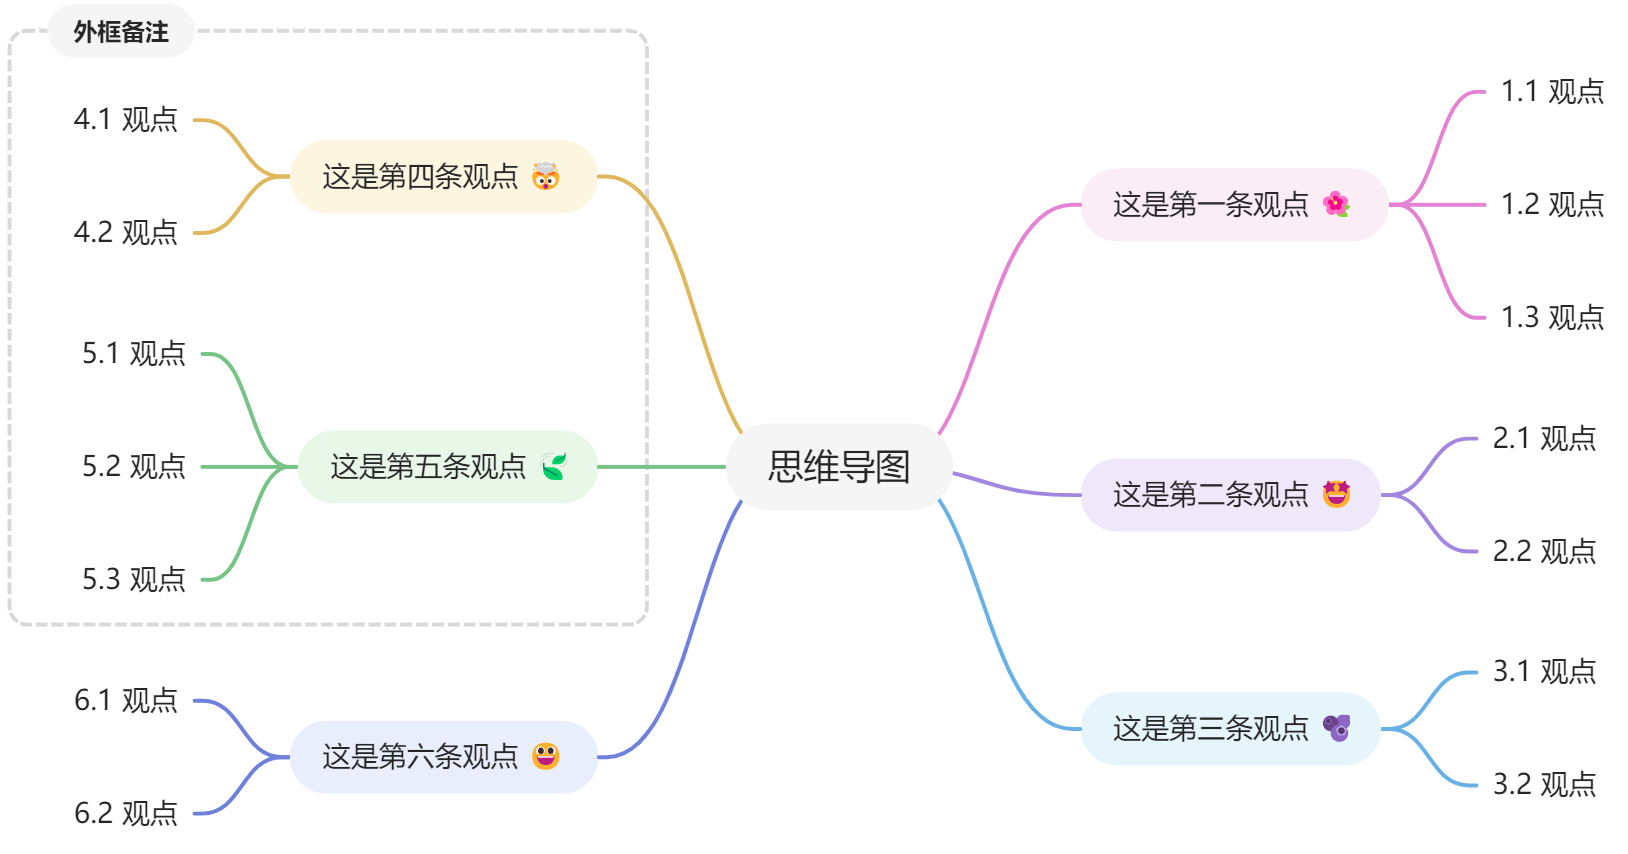 外框备注
4.1 观点
4.2 观点
这是第四条观点 🤯
5.1 观点
5.2 观点
5.3 观点
这是第五条观点 🍃
6.1 观点
6.2 观点
这是第六条观点 😀
思维导图
这是第一条观点 🌺
1.1 观点
1.2 观点
1.3 观点
这是第二条观点 🤩
2.1 观点
2.2 观点
这是第三条观点 🫐
3.1 观点
3.2 观点